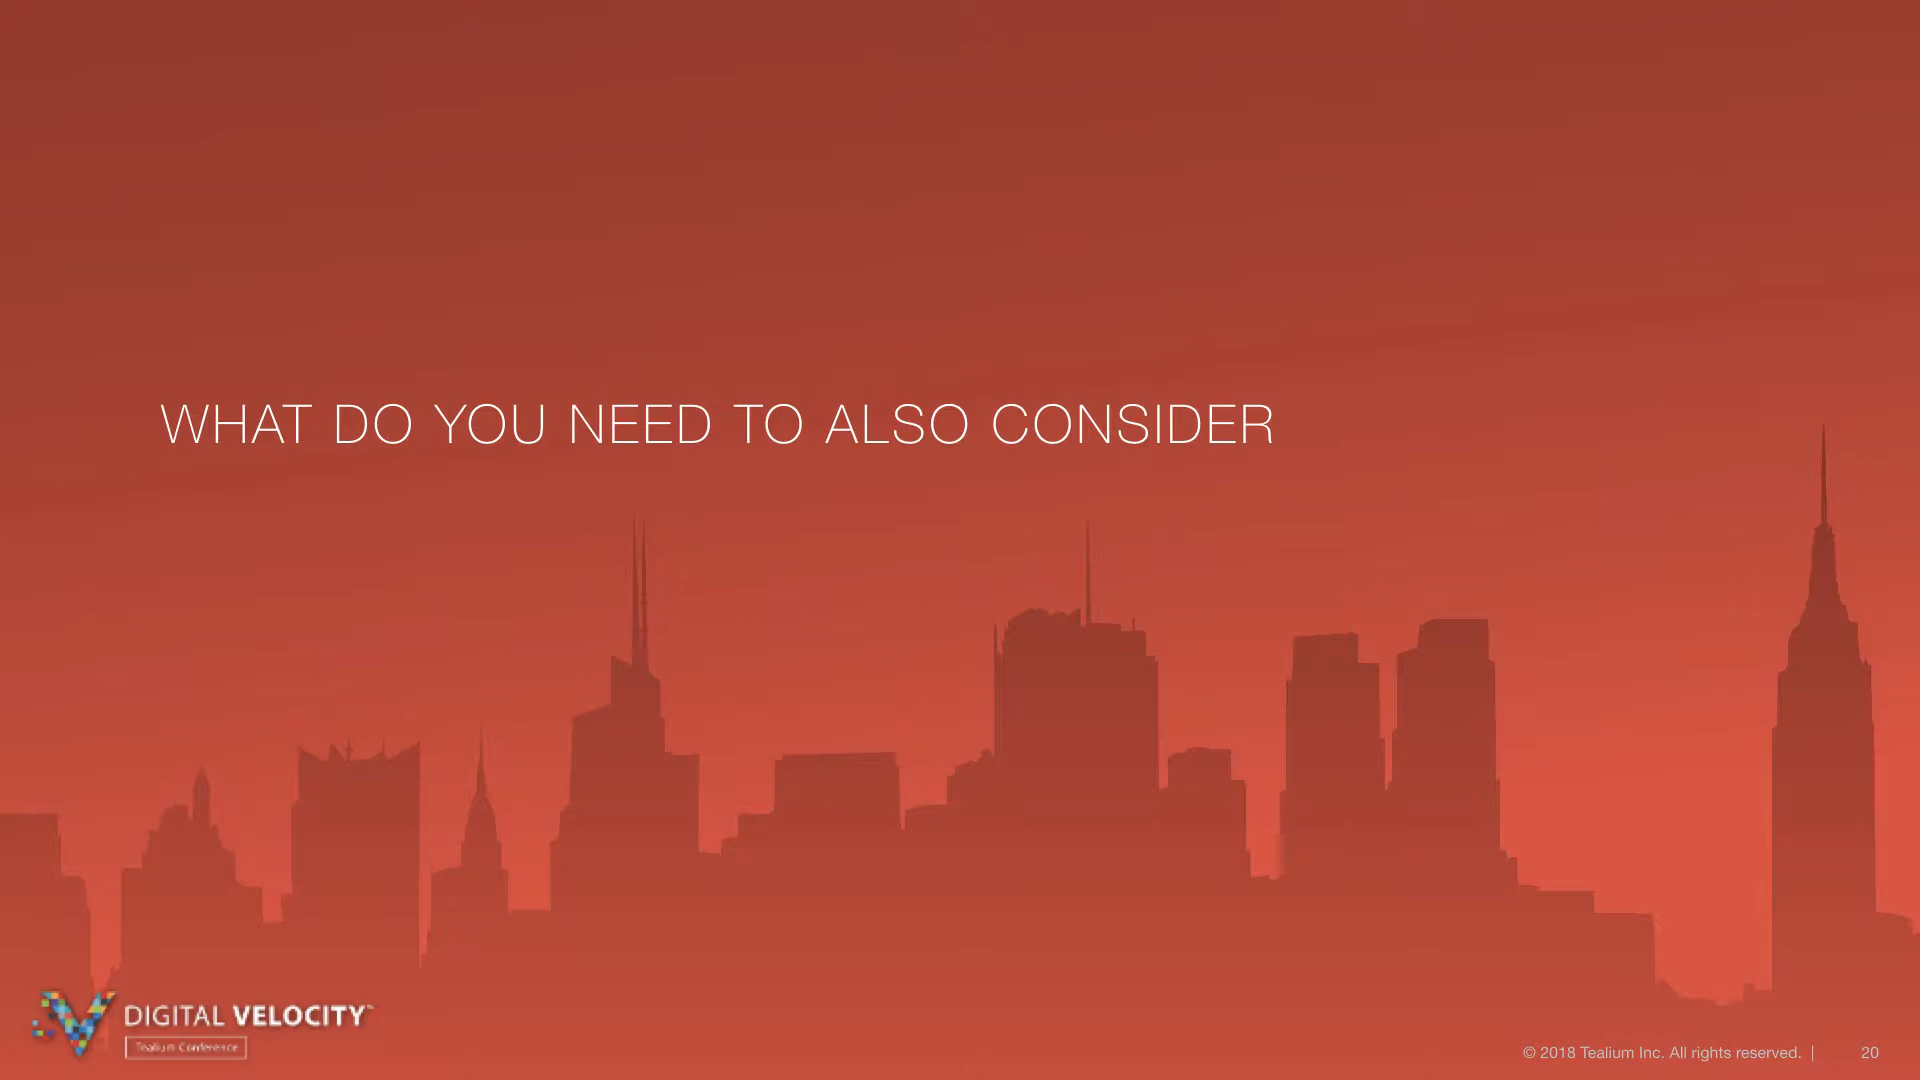 WHAT DO YOU NEED TO ALSO CONSIDER
DIGITAL VELOCITY™
Tealium Conference
© 2018 Tealium Inc. All rights reserved. | 20